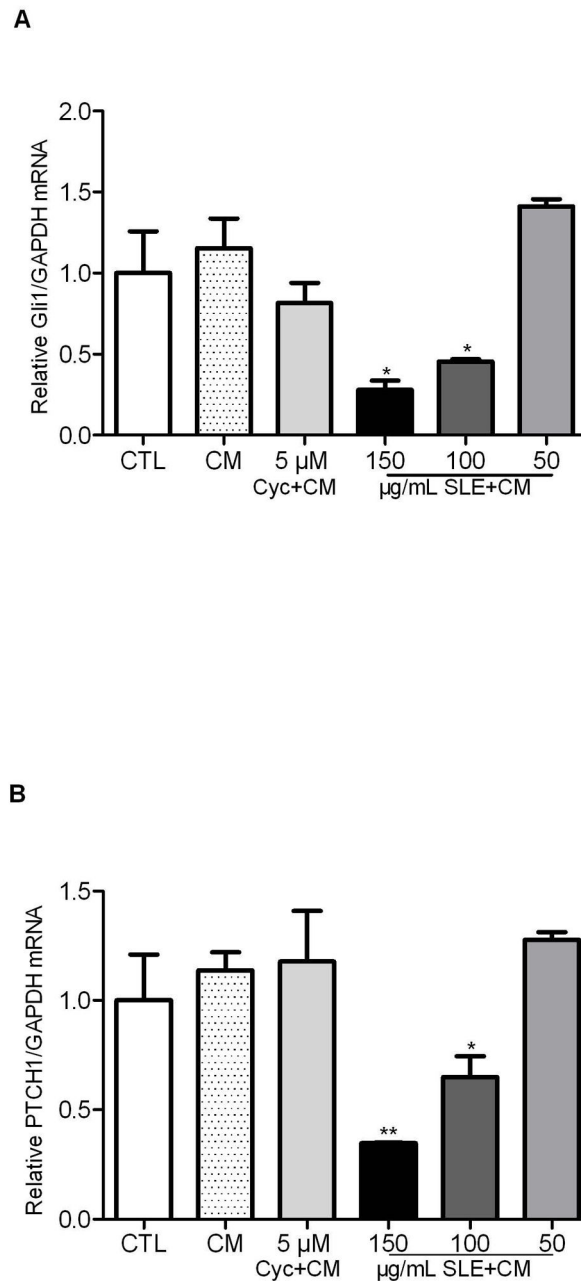 A
Relative Gli1/GAPDH mRNA
2.0
1.5
1.0
0.5
0.0
*
*
CTL CM 5 µM 150 100 50
Cyc+CM µg/mL SLE+CM
B
Relative PTCH1/GAPDH mRNA
1.5
1.0
0.5
0.0
**
*
CTL CM 5 µM 150 100 50
Cyc+CM µg/mL SLE+CM